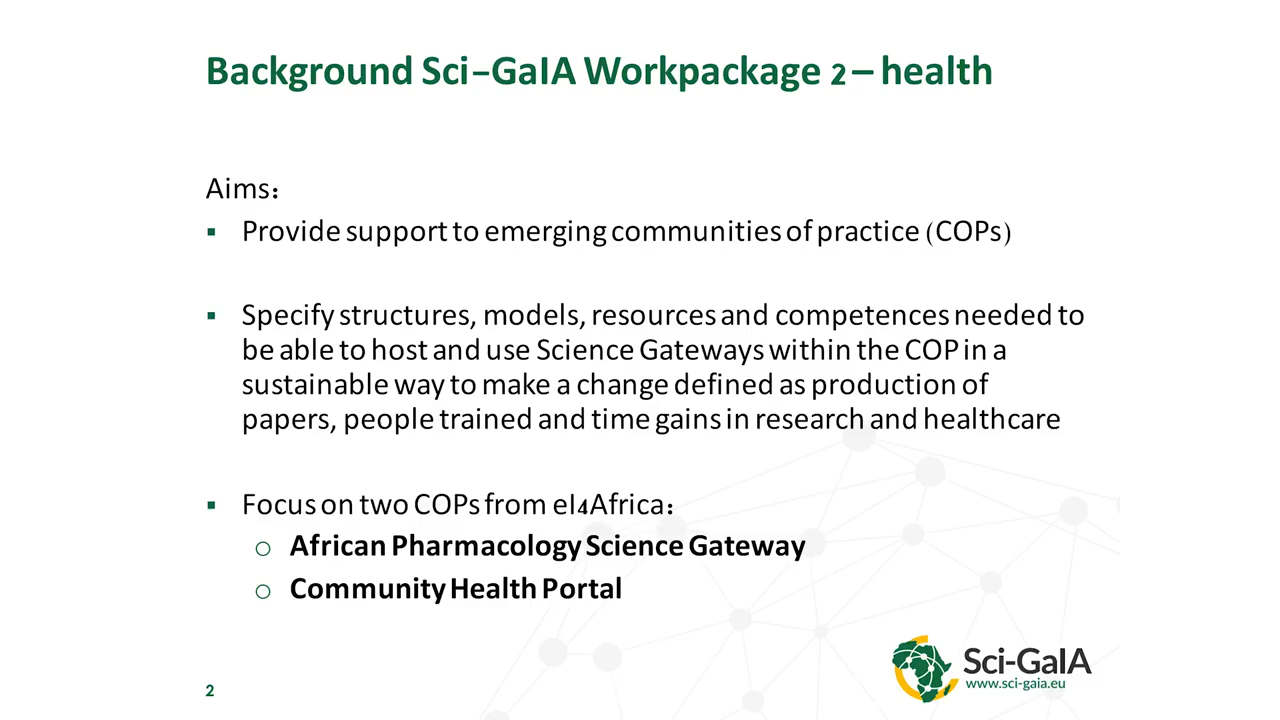 Background Sci-GaIA Workpackage 2 – health
Aims:
▪ Provide support to emerging communities of practice (COPs)
▪ Specify structures, models, resources and competences needed to
be able to host and use Science Gateways within the COP in a
sustainable way to make a change defined as production of
papers, people trained and time gains in research and healthcare
▪ Focus on two COPs from eI4Africa:
o African Pharmacology Science Gateway
o Community Health Portal
Sci-GaIA
www.sci-gaia.eu
2